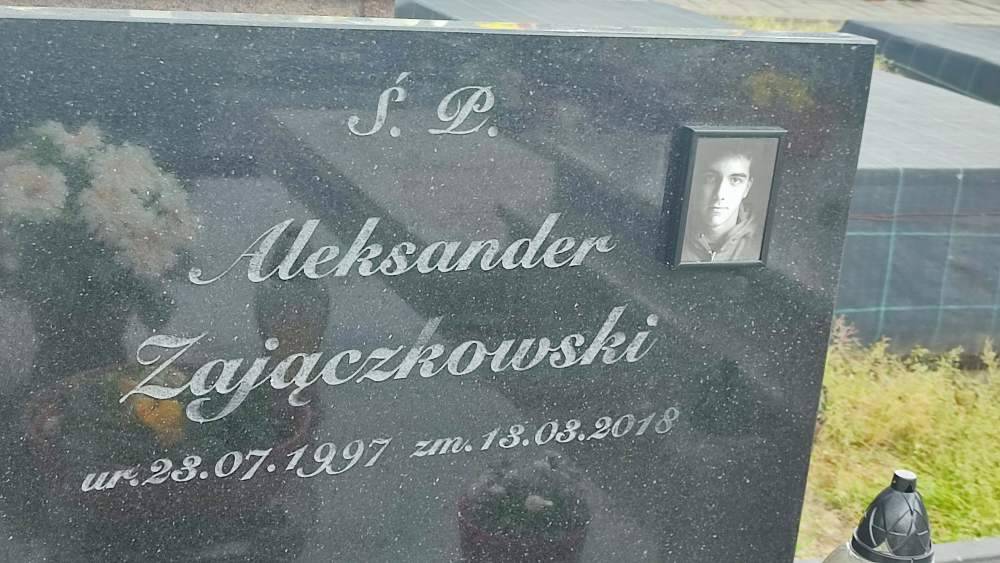 Ś. P.
Aleksander
Zajączkowski
ur. 23.07.1997 zm. 13.03.2018